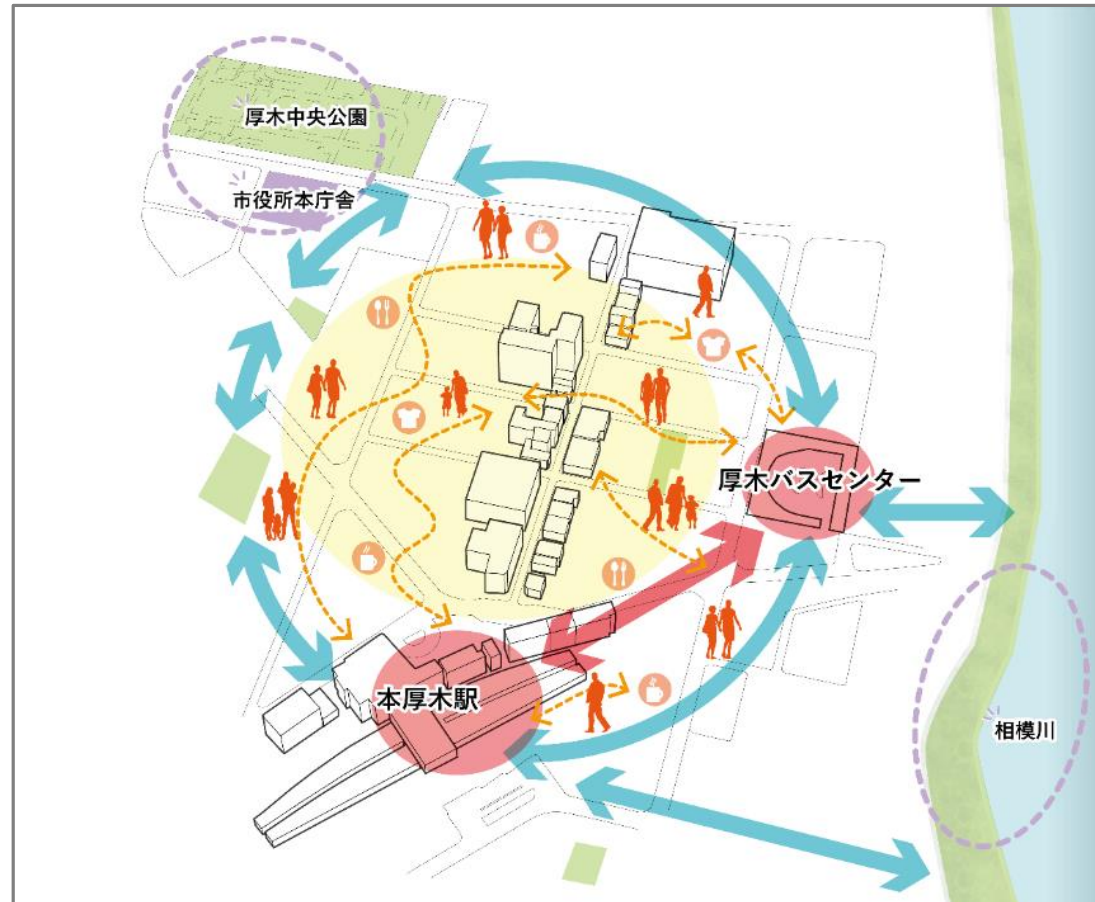 厚木中央公園
市役所本庁舎
厚木バスセンター
本厚木駅
相模川